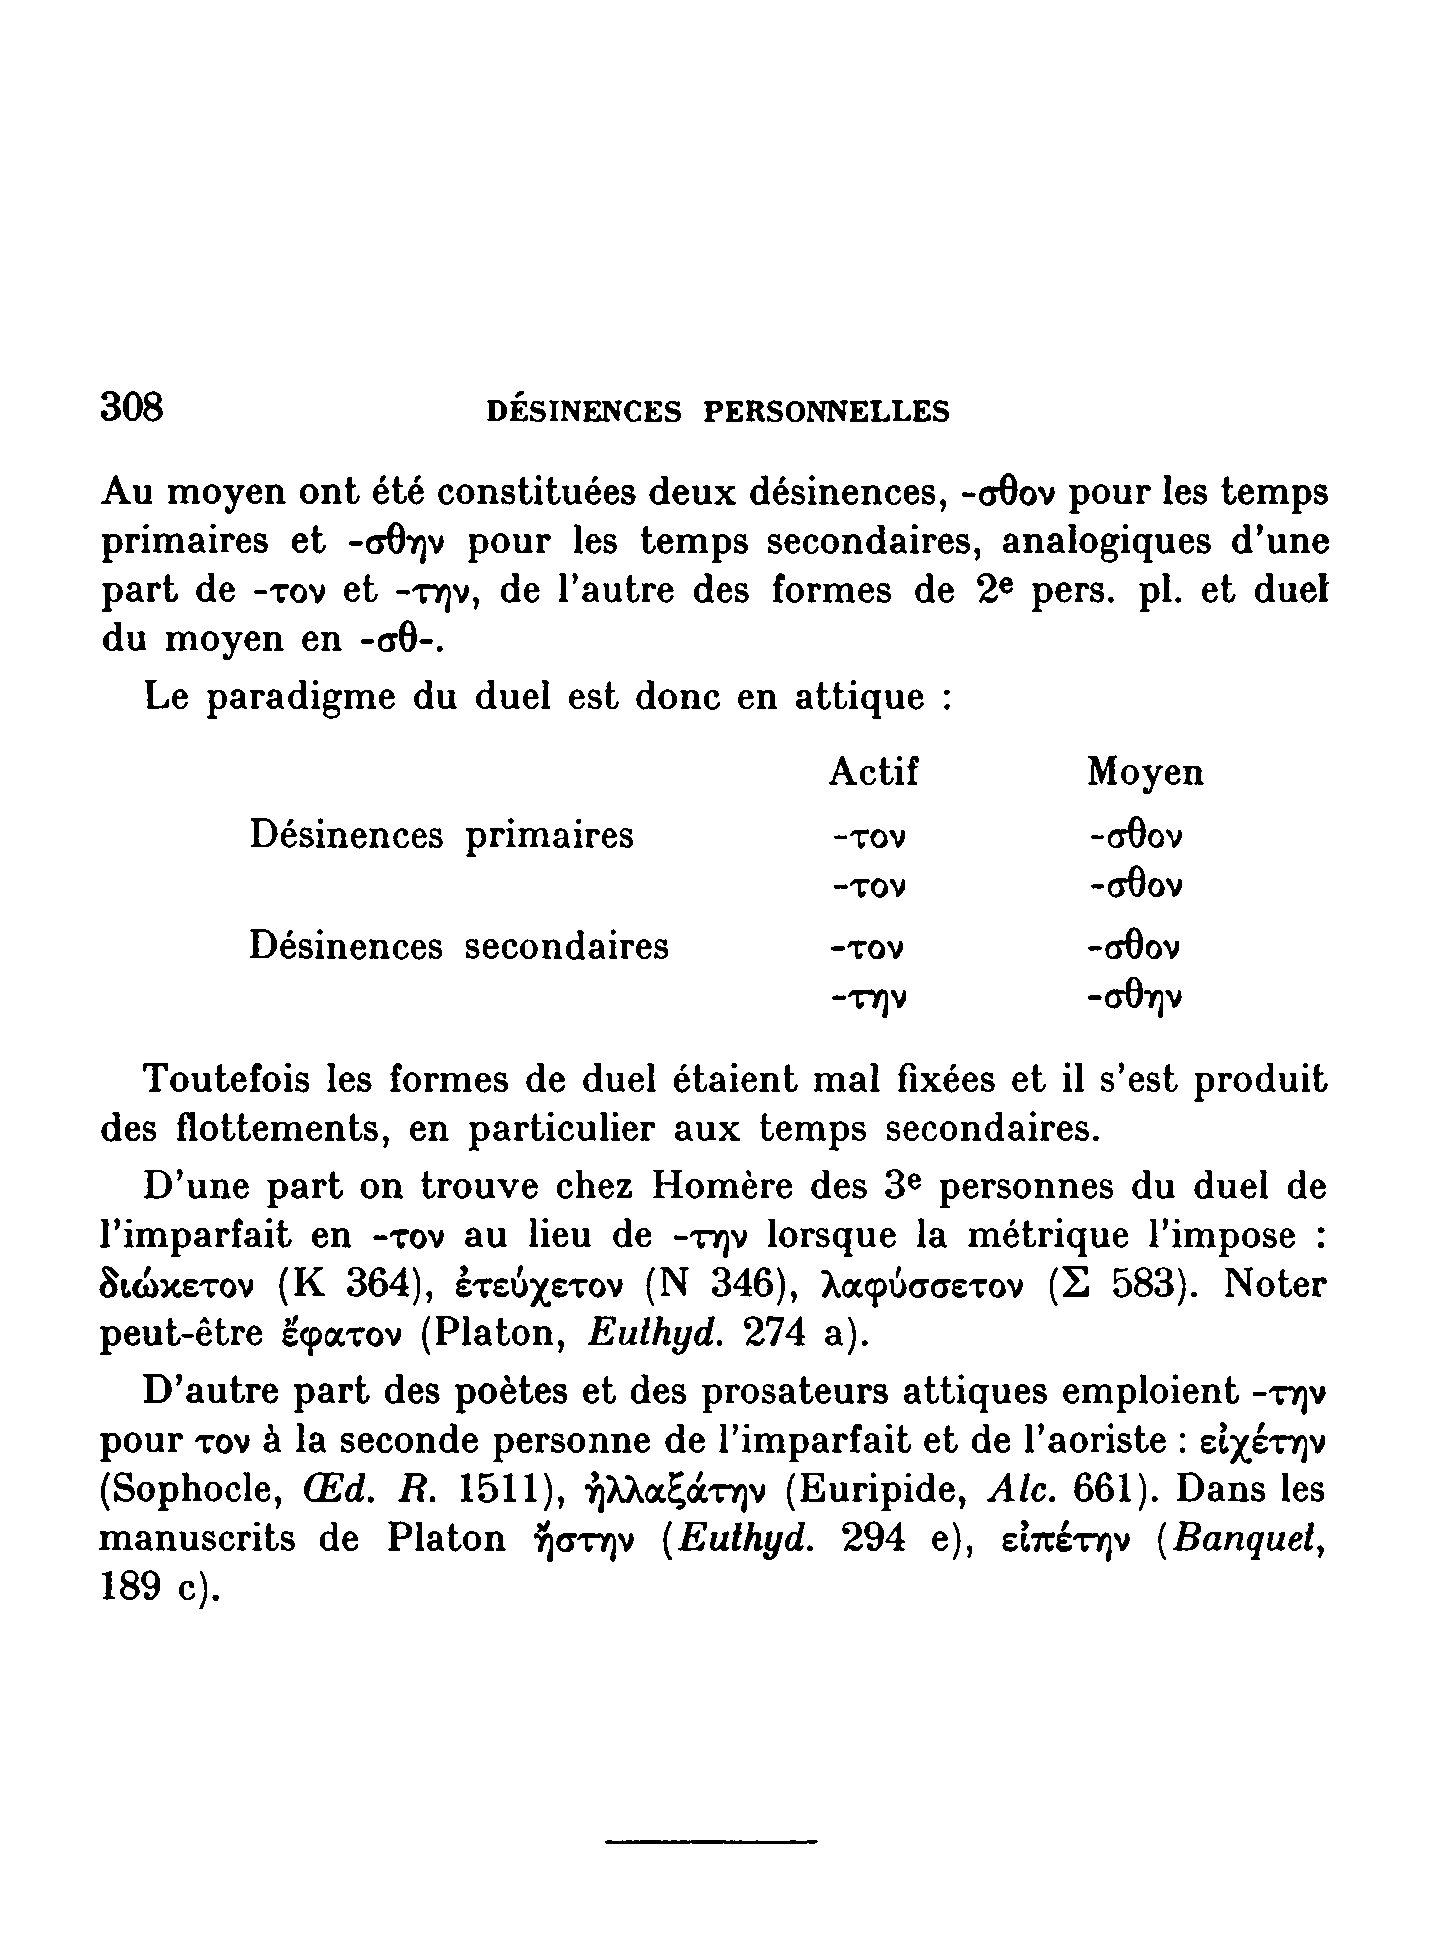 308 DÉSINENCES PERSONNELLES
Au moyen ont été constituées deux désinences, -σθον pour les temps
primaires et -σθην pour les temps secondaires, analogiques d'une
part de -τον et -την, de l'autre des formes de 2e pers. pl. et duel
du moyen en -σθ-.
Le paradigme du duel est donc en attique :
Actif Moyen
Désinences primaires -τον -σθον
-τον -σθον
Désinences secondaires -τον -σθον
-την -σθην
Toutefois les formes de duel étaient mal fixées et il s'est produit
des flottements, en particulier aux temps secondaires.
D'une part on trouve chez Homère des 3e personnes du duel de
l'imparfait en -τον au lieu de -την lorsque la métrique l'impose :
διώκετον (K 364), ἐτεύχετον (N 346), λαφύσσετον (Σ 583). Noter
peut-être ἔφατον (Platon, Euthyd. 274 a).
D'autre part des poètes et des prosateurs attiques emploient -την
pour τον à la seconde personne de l'imparfait et de l'aoriste : εἰχέτην
(Sophocle, Œd. R. 1511), ἠλλαξάτην (Euripide, Alc. 661). Dans les
manuscrits de Platon ἤστην (Euthyd. 294 e), εἰπέτην (Banquet,
189 c).